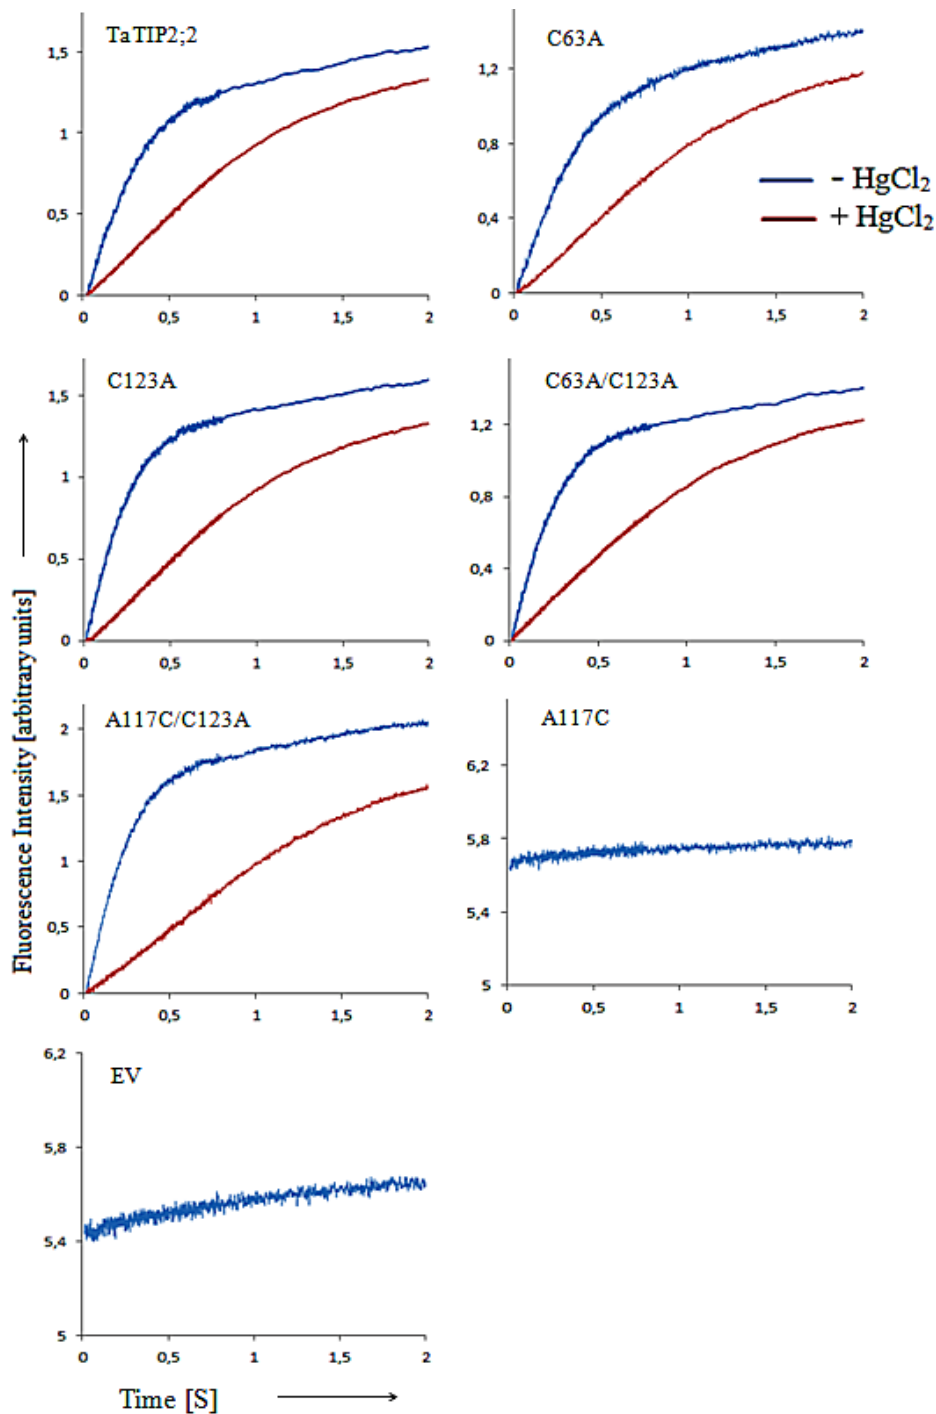 TaTIP2;2
1,5
1
0,5
0
0 0,5 1 1,5 2
C63A
1,2
0,8
0,4
0
0 0,5 1 1,5 2
- HgCl₂
+ HgCl₂
C123A
1,5
1
0,5
0
0 0,5 1 1,5 2
C63A/C123A
1,2
0,8
0,4
0
0 0,5 1 1,5 2
Fluorescence Intensity [arbitrary units]
A117C/C123A
2
1,5
1
0,5
0
0 0,5 1 1,5 2
A117C
6,2
5,8
5,4
5
0 0,5 1 1,5 2
EV
6,2
5,8
5,4
5
0 0,5 1 1,5 2
Time [S]